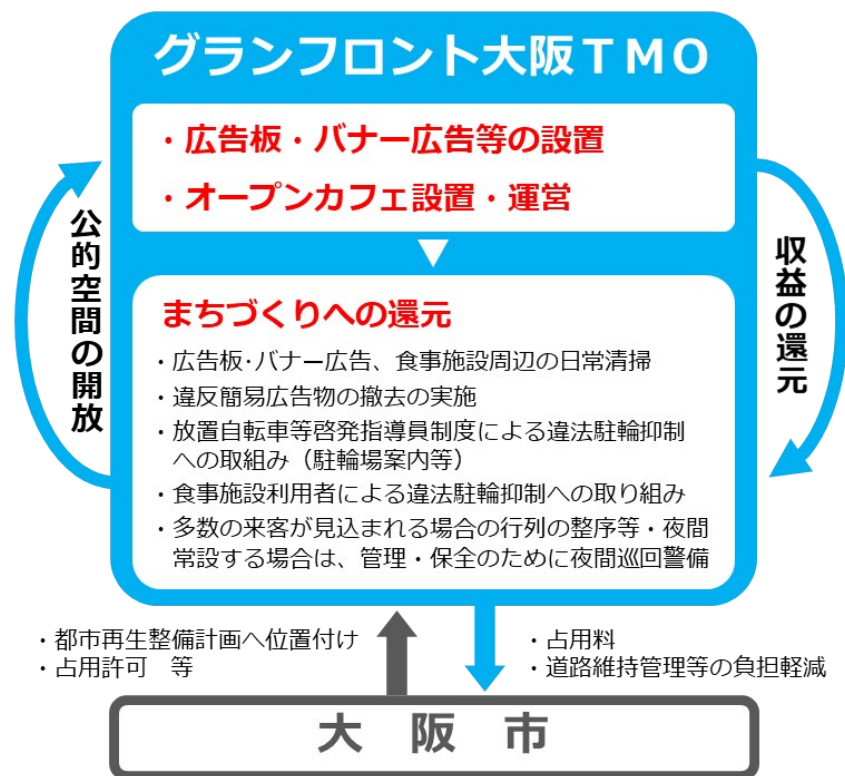 グランフロント大阪TMO
・広告板・バナー広告等の設置
・オープンカフェ設置・運営
公的空間の開放
収益の還元
まちづくりへの還元
・広告板・バナー広告、食事施設周辺の日常清掃
・違反簡易広告物の撤去の実施
・放置自転車等啓発指導員制度による違法駐輪抑制
への取組み（駐輪場案内等）
・食事施設利用者による違法駐輪抑制への取り組み
・多数の来客が見込まれる場合の行列の整序等・夜間
常設する場合は、管理・保全のために夜間巡回警備
・都市再生整備計画へ位置付け
・占用許可　等
・占用料
・道路維持管理等の負担軽減
大　阪　市